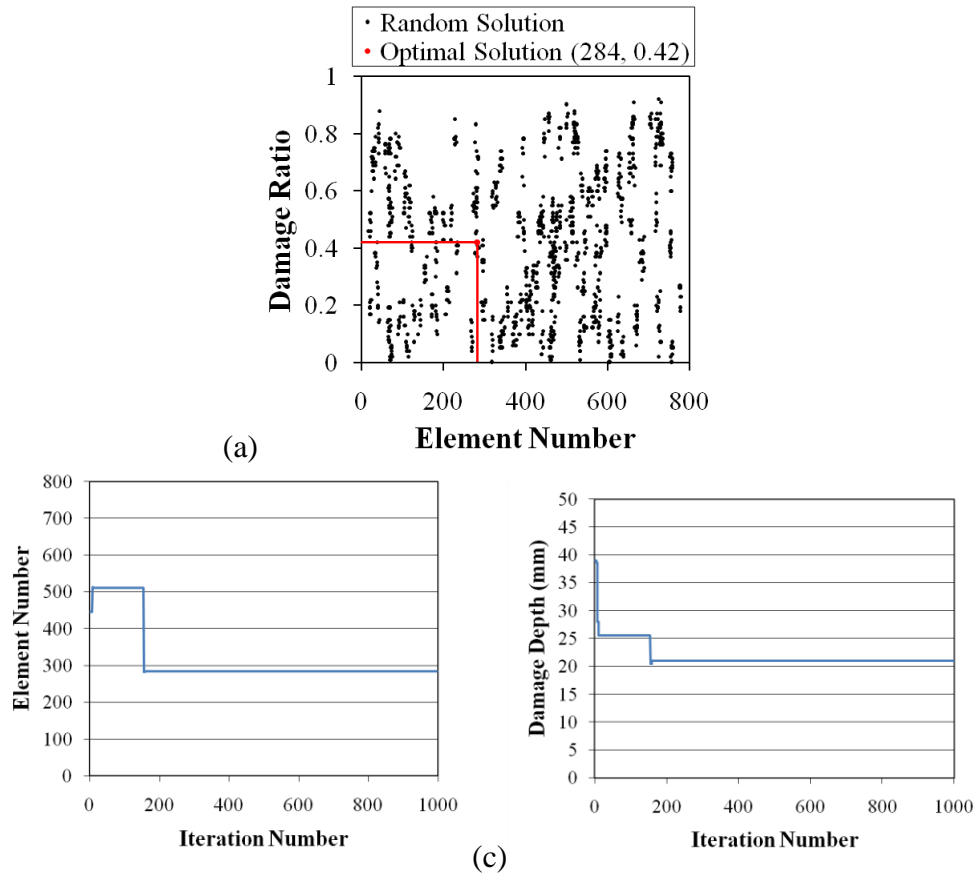 Random Solution
Optimal Solution (284, 0.42)
1
0.8
0.6
0.4
0.2
0
Damage Ratio
0 200 400 600 800
Element Number
(a)
800
700
600
500
400
300
200
100
0
Element Number
0 200 400 600 800 1000
Iteration Number
50
45
40
35
30
25
20
15
10
5
0
Damage Depth (mm)
0 200 400 600 800 1000
Iteration Number
(c)